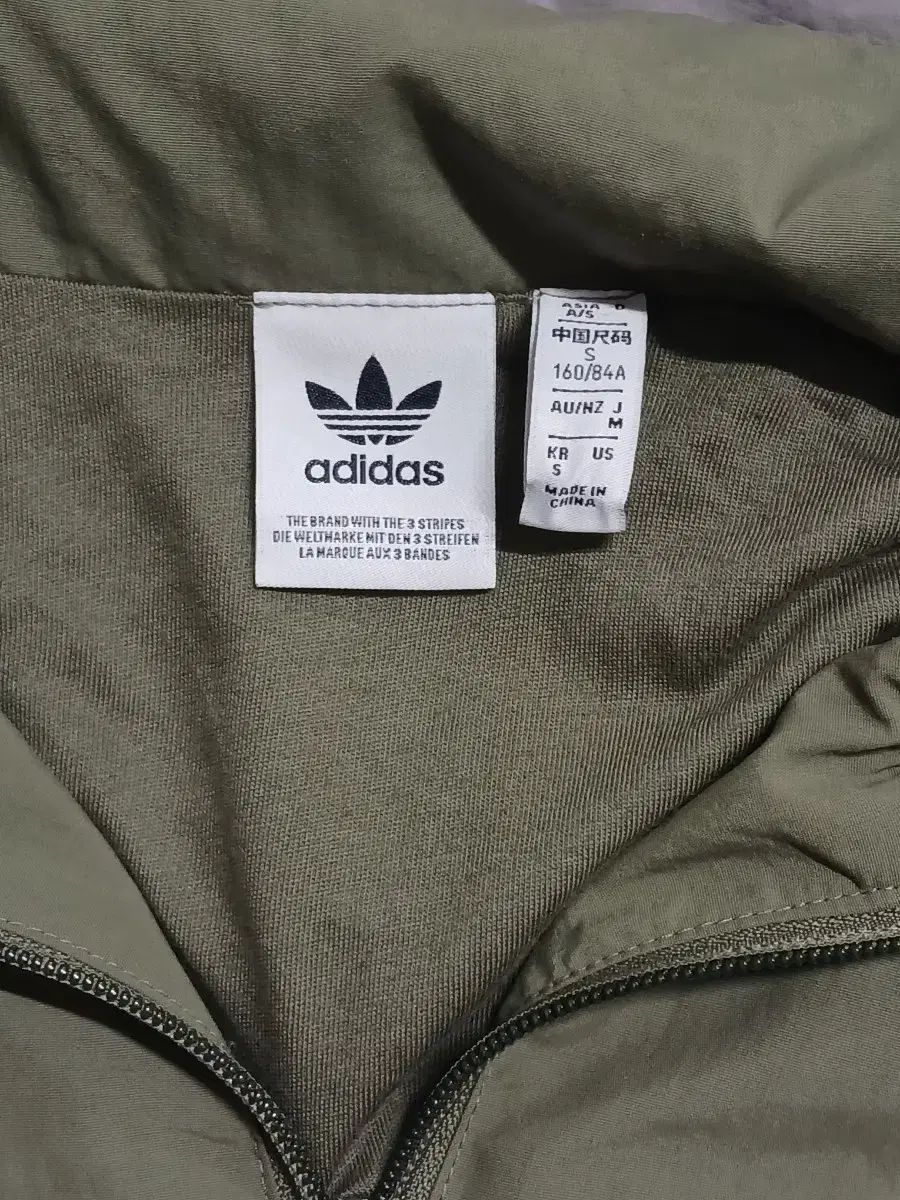 adidas
THE BRAND WITH THE 3 STRIPES
DIE WELTMARKE MIT DEN 3 STREIFEN
LA MARQUE AUX 3 BANDES
ASIA
A/S
中国尺码
S
160/84A
AU/NZ J
M
KR US
S
MADE IN
CHINA